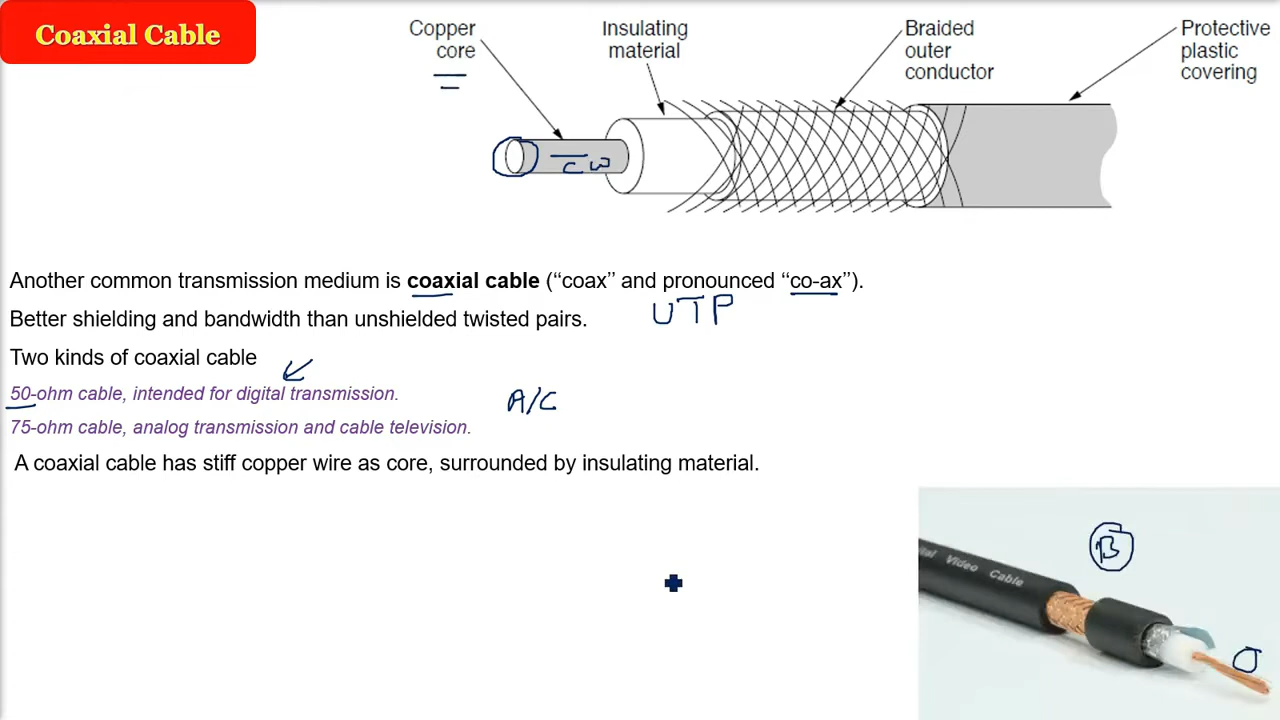 Coaxial Cable
Copper
core
Insulating
material
Braided
outer
conductor
Protective
plastic
covering
cw
Another common transmission medium is coaxial cable (‘‘coax’’ and pronounced ‘‘co-ax’’).
Better shielding and bandwidth than unshielded twisted pairs.
UTP
Two kinds of coaxial cable
50-ohm cable, intended for digital transmission.
75-ohm cable, analog transmission and cable television.
A coaxial cable has stiff copper wire as core, surrounded by insulating material.
Video Cable
B